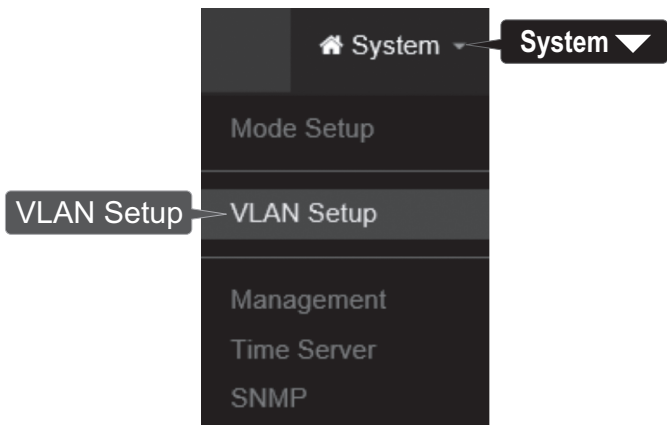 System
System
Mode Setup
VLAN Setup
VLAN Setup
Management
Time Server
SNMP